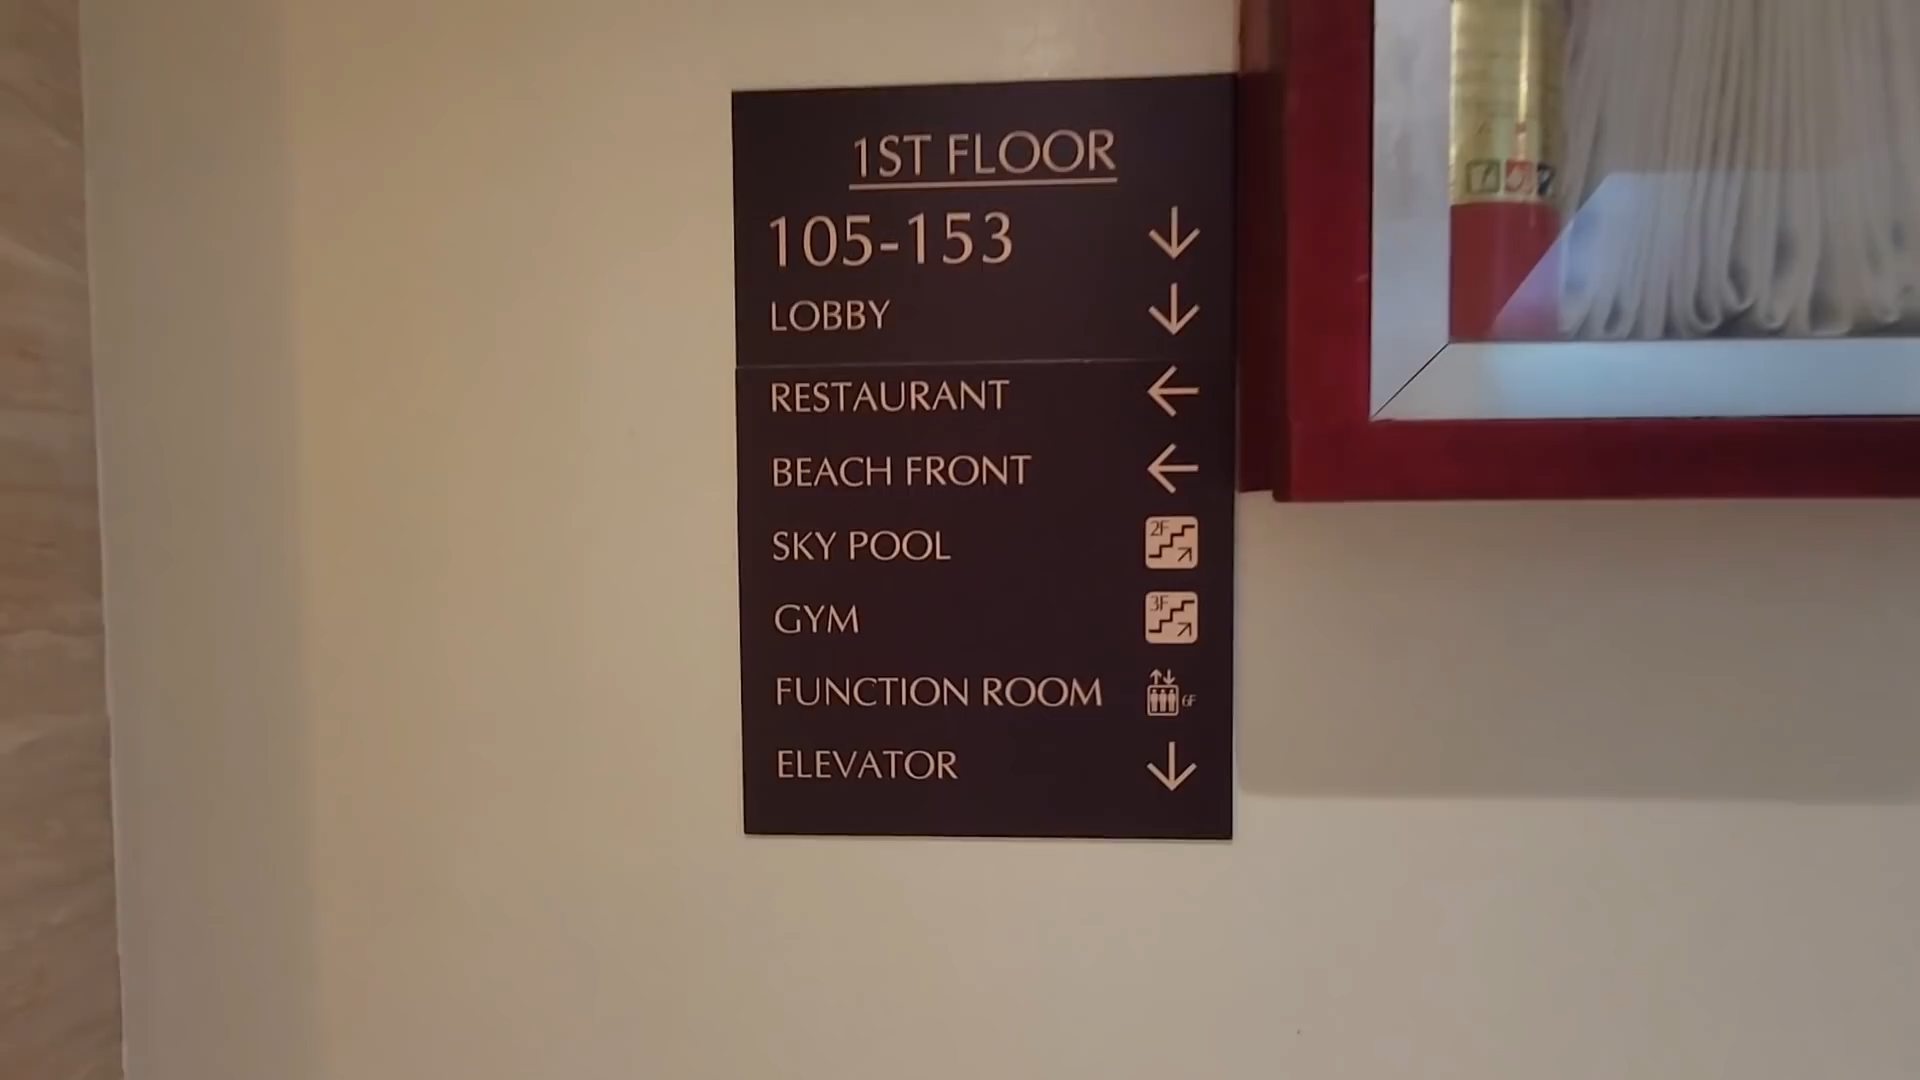 1ST FLOOR
105-153 ↓
LOBBY ↓
RESTAURANT ←
BEACH FRONT ←
SKY POOL 2F
GYM 3F
FUNCTION ROOM 6F
ELEVATOR ↓